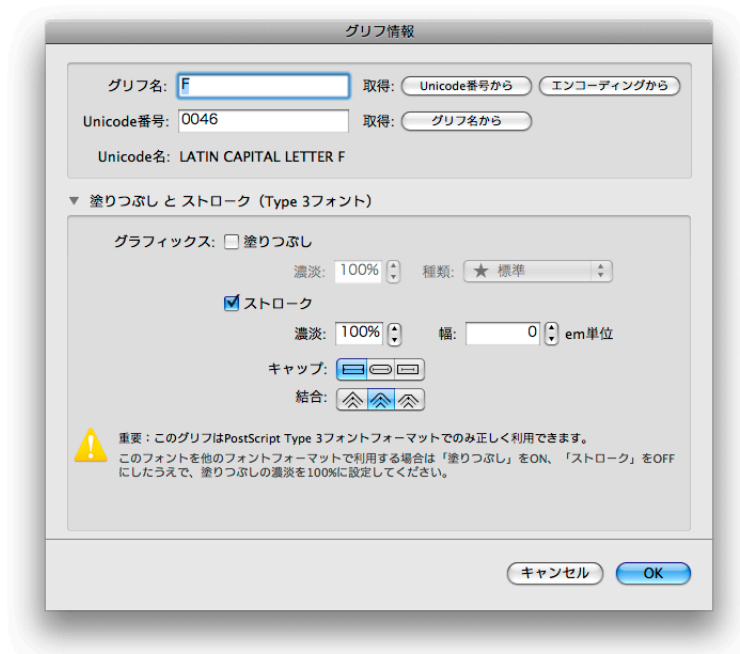 グリフ情報
グリフ名: F 取得: Unicode番号から エンコーディングから
Unicode番号: 0046 取得: グリフ名から
Unicode名: LATIN CAPITAL LETTER F
▼ 塗りつぶし と ストローク（Type 3フォント）
グラフィックス: 塗りつぶし
濃淡: 100% 種類: ★ 標準
ストローク
濃淡: 100% 幅: 0 em単位
キャップ:
結合:
重要：このグリフはPostScript Type 3フォントフォーマットでのみ正しく利用できます。
このフォントを他のフォントフォーマットで利用する場合は「塗りつぶし」をON、「ストローク」をOFF
にしたうえで、塗りつぶしの濃淡を100%に設定してください。
キャンセル OK